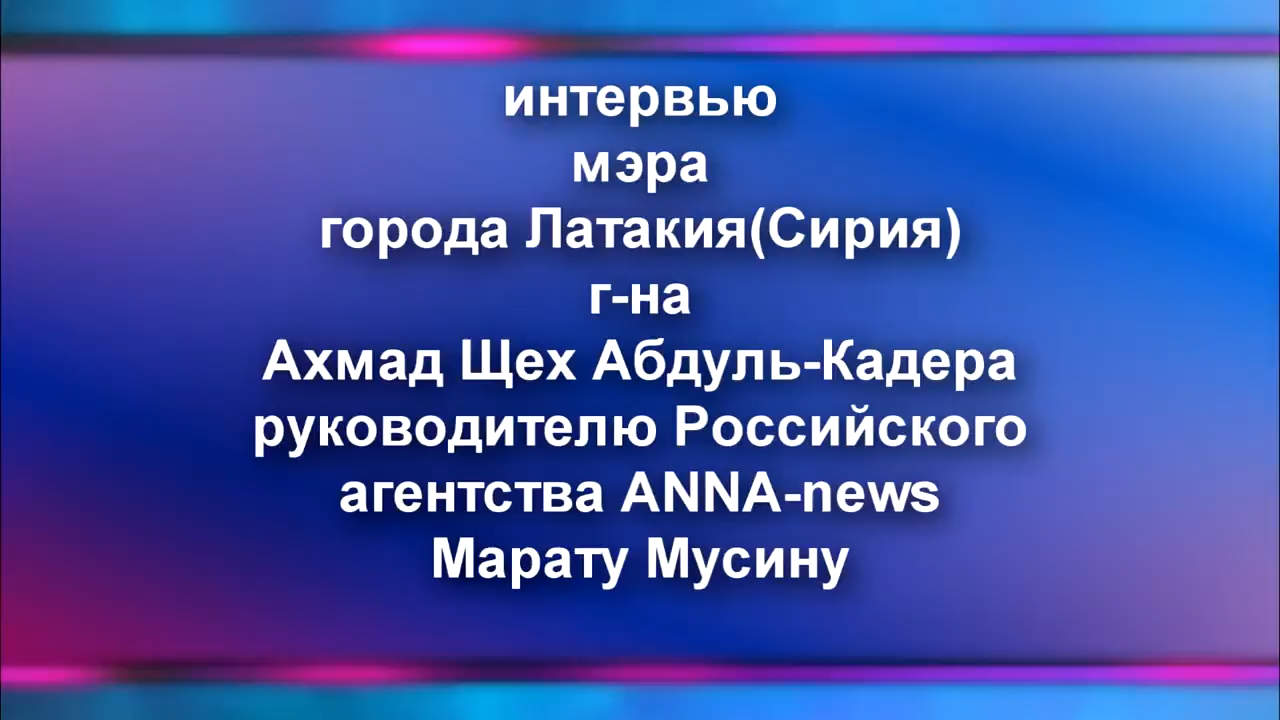 интервью
мэра
города Латакия(Сирия)
г-на
Ахмад Щех Абдуль-Кадера
руководителю Российского
агентства ANNA-news
Марату Мусину